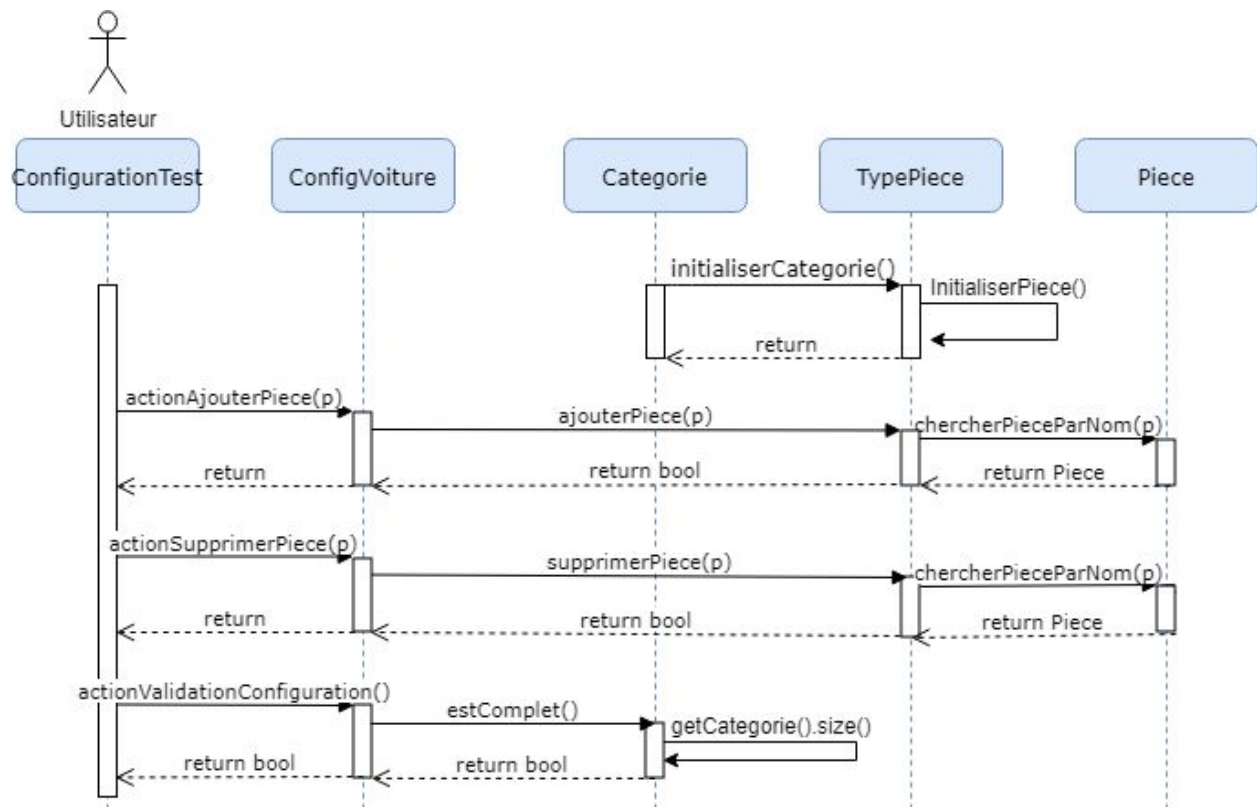 Utilisateur
ConfigurationTest
ConfigVoiture
Categorie
TypePiece
Piece
initialiserCategorie()
InitialiserPiece()
return
actionAjouterPiece(p)
ajouterPiece(p)
chercherPieceParNom(p)
return
return bool
return Piece
actionSupprimerPiece(p)
supprimerPiece(p)
chercherPieceParNom(p)
return
return bool
return Piece
actionValidationConfiguration()
estComplet()
getCategorie().size()
return bool
return bool